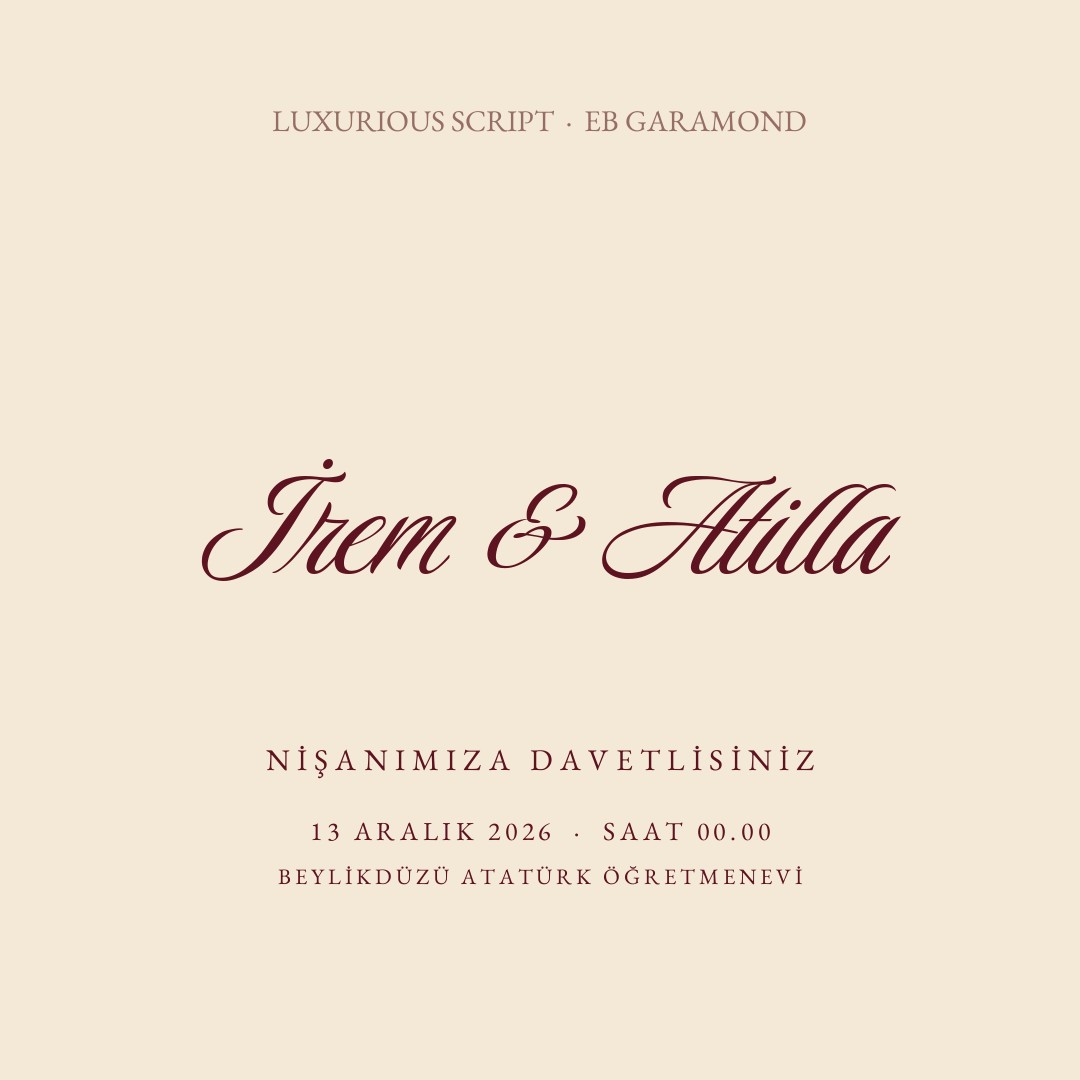 LUXURIOUS SCRIPT · EB GARAMOND
İrem & Atilla
NİŞANIMIZA DAVETLİSİNİZ
13 ARALIK 2026 · SAAT 00.00
BEYLİKDÜZÜ ATATÜRK ÖĞRETMENEVİ